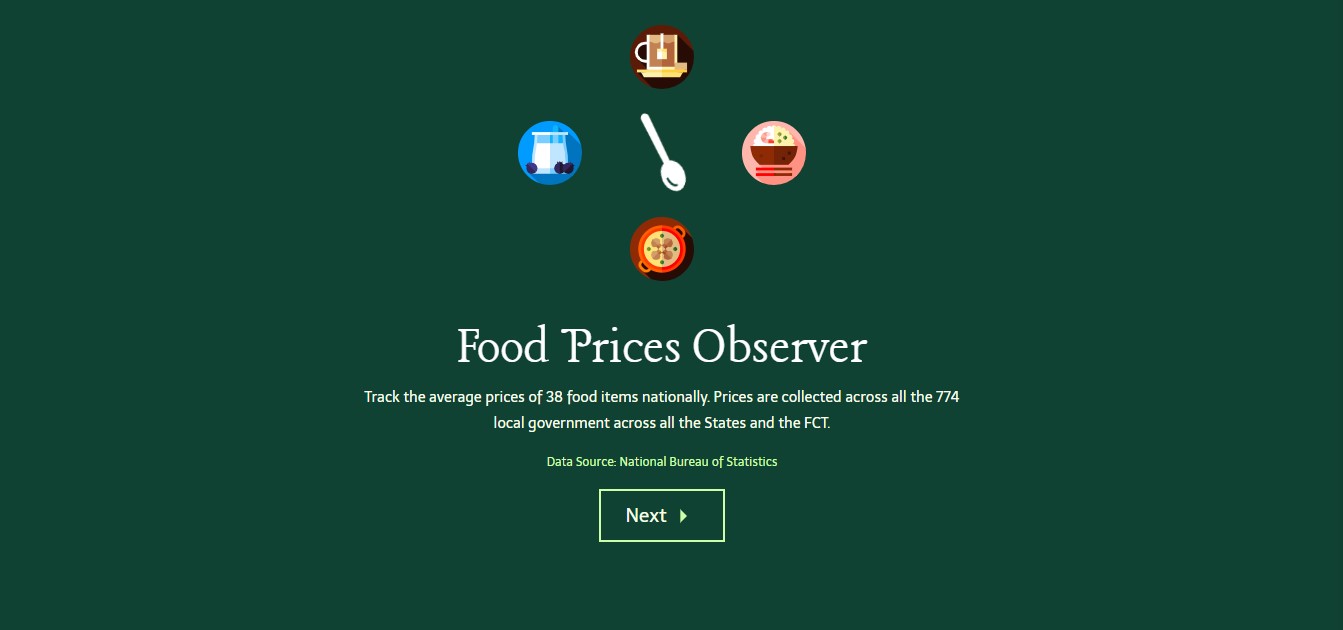 Food Prices Observer
Track the average prices of 38 food items nationally. Prices are collected across all the 774
local government across all the States and the FCT.
Data Source: National Bureau of Statistics
Next